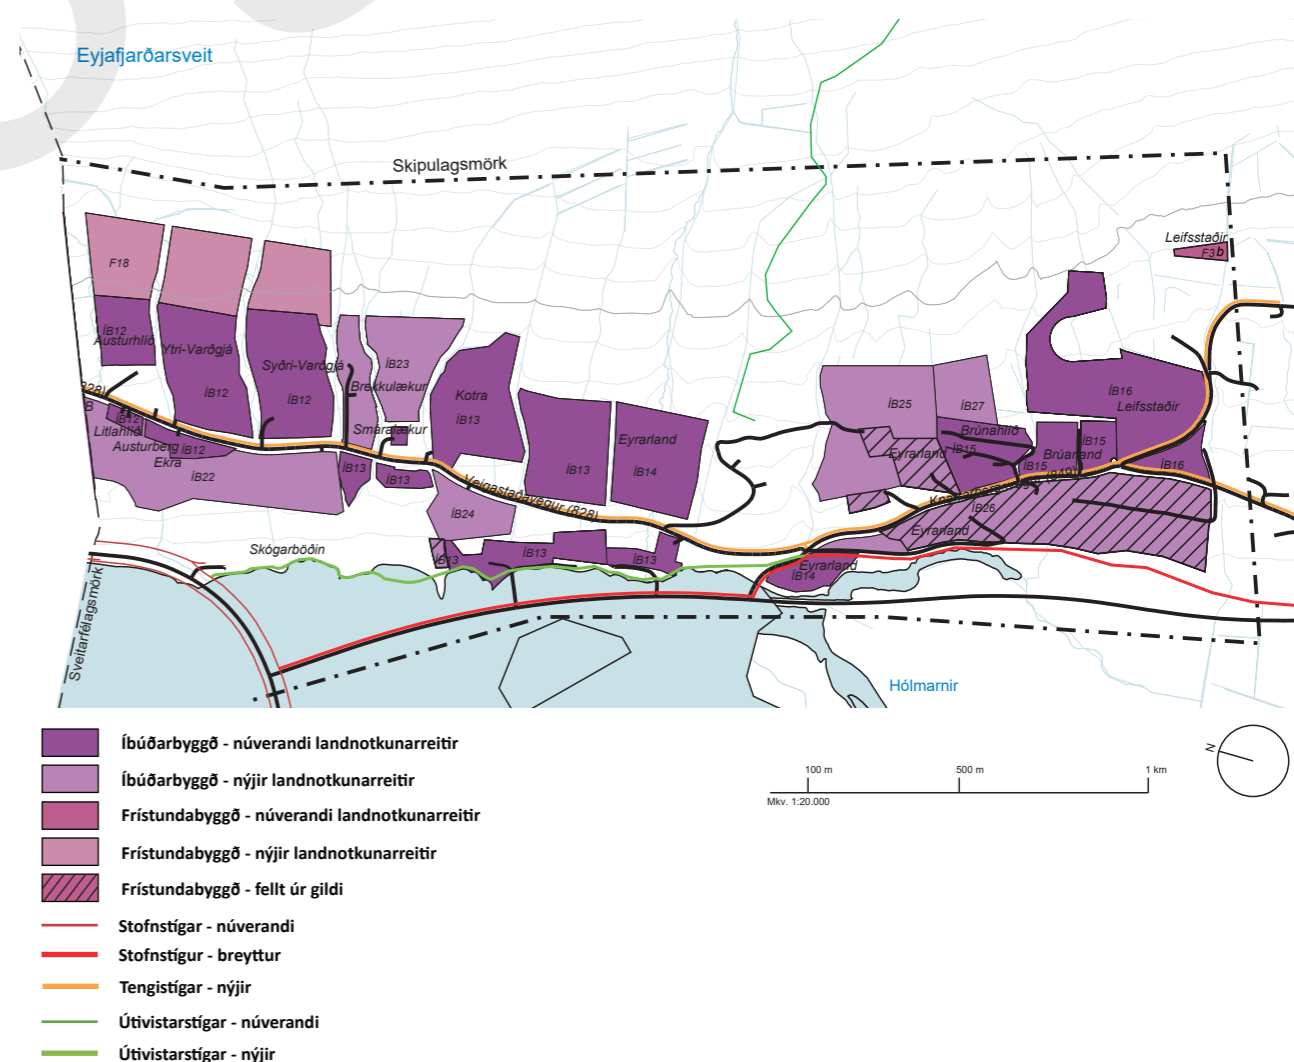 Eyjafjarðarsveit
Skipulagsmörk
Leifsstaðir
F3b
F18
ÍB12
Austurhlíð
Ytri-Varðgjá
ÍB12
Syðri-Varðgjá
ÍB12
ÍB23
Brekkulækur
Smáralækur
Kotra
ÍB13
ÍB13
Eyrarland
ÍB14
ÍB25
ÍB27
Brúnahlíð
ÍB15
Eyrarland
ÍB15
ÍB15
Brúarland
ÍB16
Leifsstaðir
ÍB16
828)
B
ÍB12
Litlahlíð
Austurberg
ÍB12
Ekra
ÍB22
ÍB13
ÍB13
Veigastaðavegur (828)
ÍB24
(849)
ÍB26
Eyrarland
Skógarböðin
ÍB13
ÍB13
ÍB13
Eyrarland
ÍB14
Sveitarfélagsmörk
Hólmarnir
Íbúðarbyggð - núverandi landnotkunarreitir
Íbúðarbyggð - nýjir landnotkunarreitir
Frístundabyggð - núverandi landnotkunarreitir
Frístundabyggð - nýjir landnotkunarreitir
Frístundabyggð - fellt úr gildi
Stofnstígar - núverandi
Stofnstígur - breyttur
Tengistígar - nýjir
Útivistarstígar - núverandi
Útivistarstígar - nýjir
100 m
500 m
1 km
Mkv. 1:20.000
N